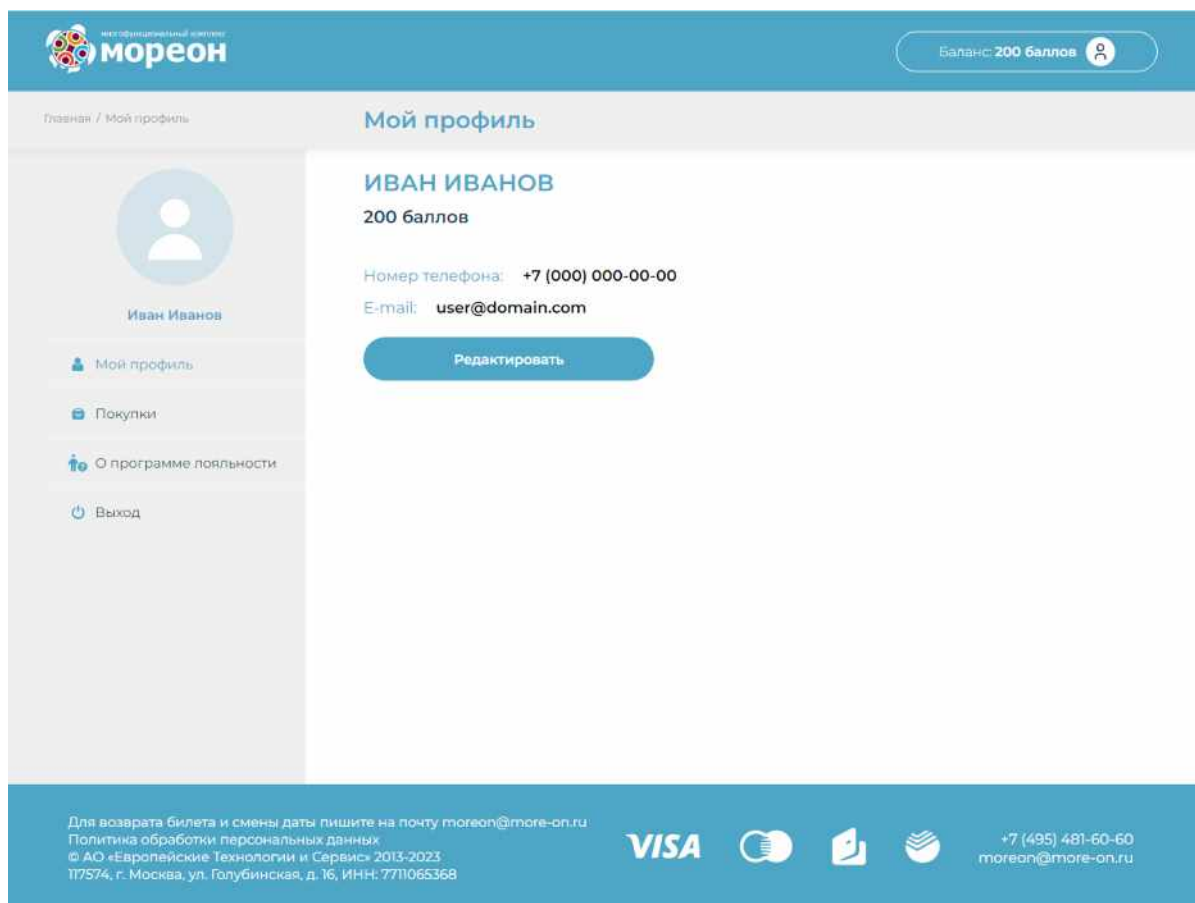 многофункциональный комплекс
мореон
Баланс: 200 баллов
Главная / Мой профиль
Мой профиль
ИВАН ИВАНОВ
200 баллов
Номер телефона: +7 (000) 000-00-00
E-mail: user@domain.com
Редактировать
Иван Иванов
Мой профиль
Покупки
О программе лояльности
Выход
Для возврата билета и смены даты пишите на почту moreon@more-on.ru
Политика обработки персональных данных
© АО «Европейские Технологии и Сервис» 2013-2023
117574, г. Москва, ул. Голубинская, д. 16, ИНН: 7711065368
VISA
+7 (495) 481-60-60
moreon@more-on.ru